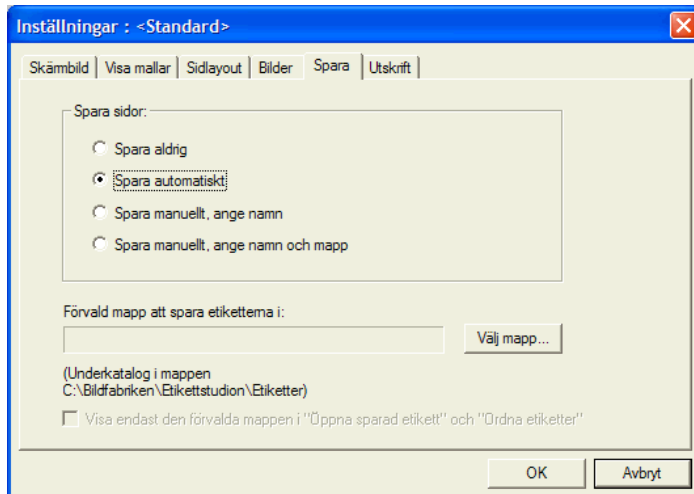 Inställningar : <Standard>
Skärmbild Visa mallar Sidlayout Bilder Spara Utskrift
Spara sidor:
Spara aldrig
Spara automatiskt
Spara manuellt, ange namn
Spara manuellt, ange namn och mapp
Förvald mapp att spara etiketterna i:
Välj mapp...
(Underkatalog i mappen
C:\Bildfabriken\Etikettstudion\Etiketter)
Visa endast den förvalda mappen i "Öppna sparad etikett" och "Ordna etiketter"
OK Avbryt